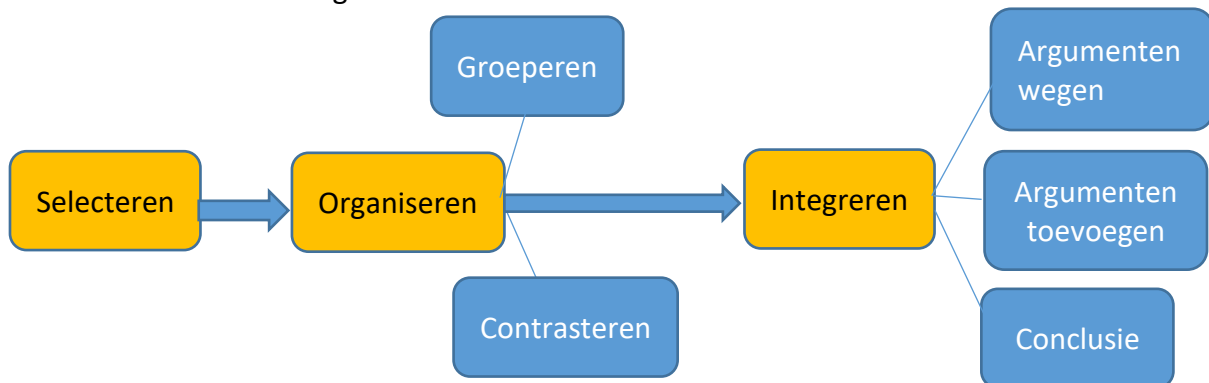 Groeperen
Argumenten
wegen
Selecteren
Organiseren
Integreren
Argumenten
toevoegen
Contrasteren
Conclusie